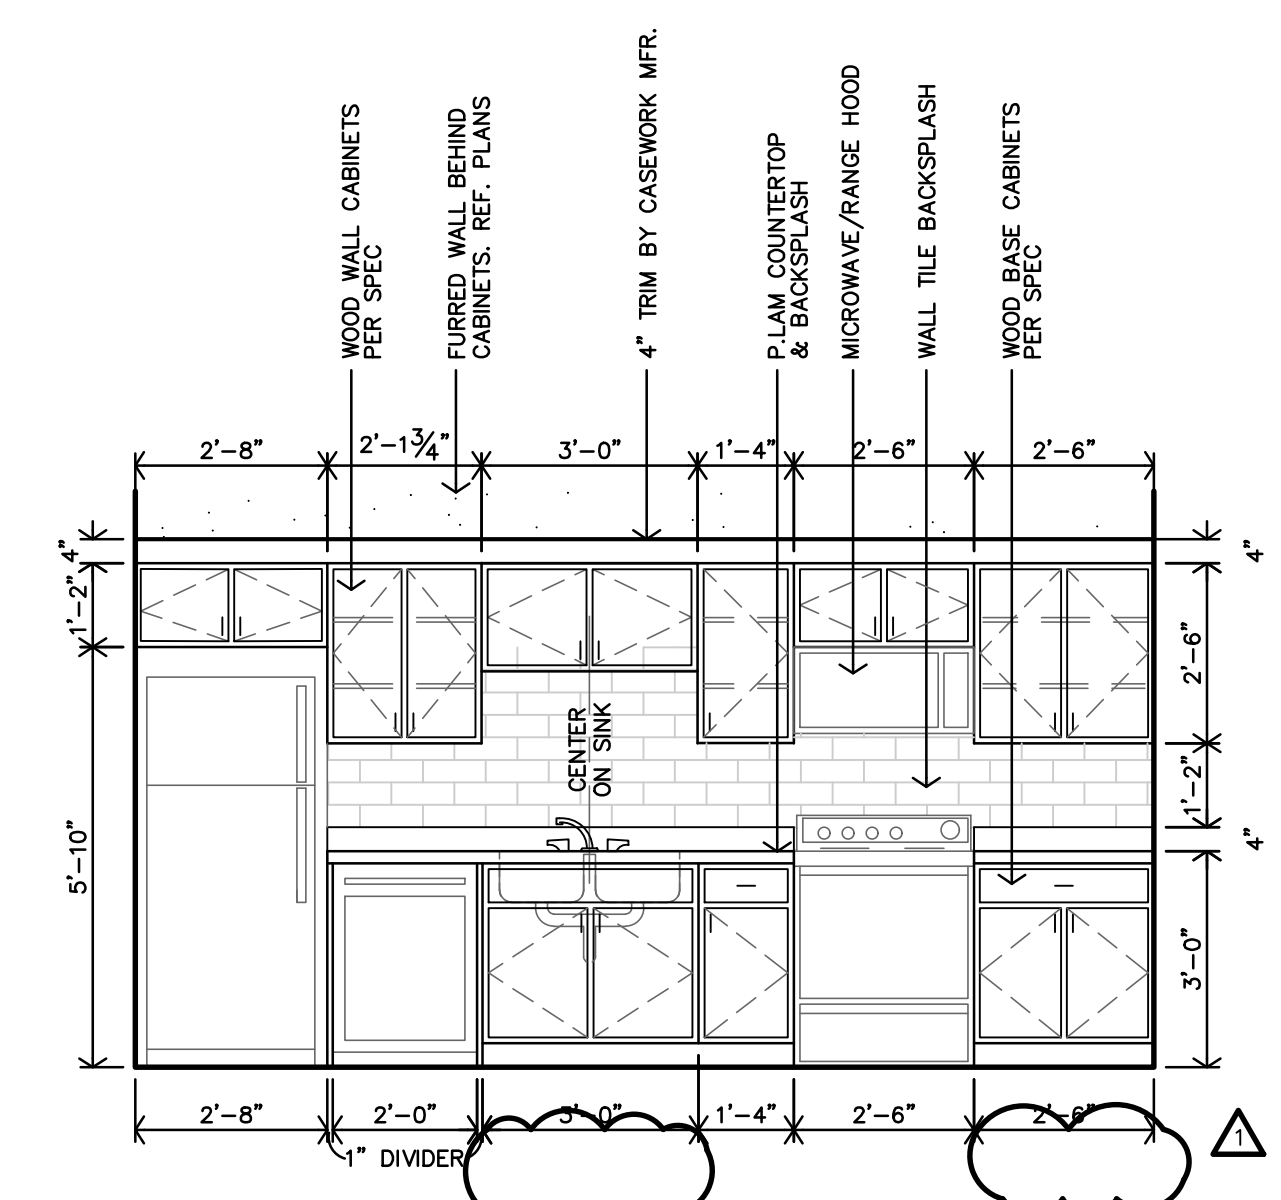 WOOD WALL CABINETS
PER SPEC
FURRED WALL BEHIND
CABINETS. REF. PLANS
4" TRIM BY CASEWORK MFR.
P.LAM COUNTERTOP
& BACKSPLASH
MICROWAVE/RANGE HOOD
WALL TILE BACKSPLASH
WOOD BASE CABINETS
PER SPEC
2'-8"
2'-1 3/4"
3'-0"
1'-4"
2'-6"
2'-6"
4"
1'-2"
5'-10"
4"
2'-6"
1'-2"
4"
3'-0"
CENTER
ON SINK
2'-8"
2'-0"
3'-0"
1'-4"
2'-6"
2'-6"
1" DIVIDER
1